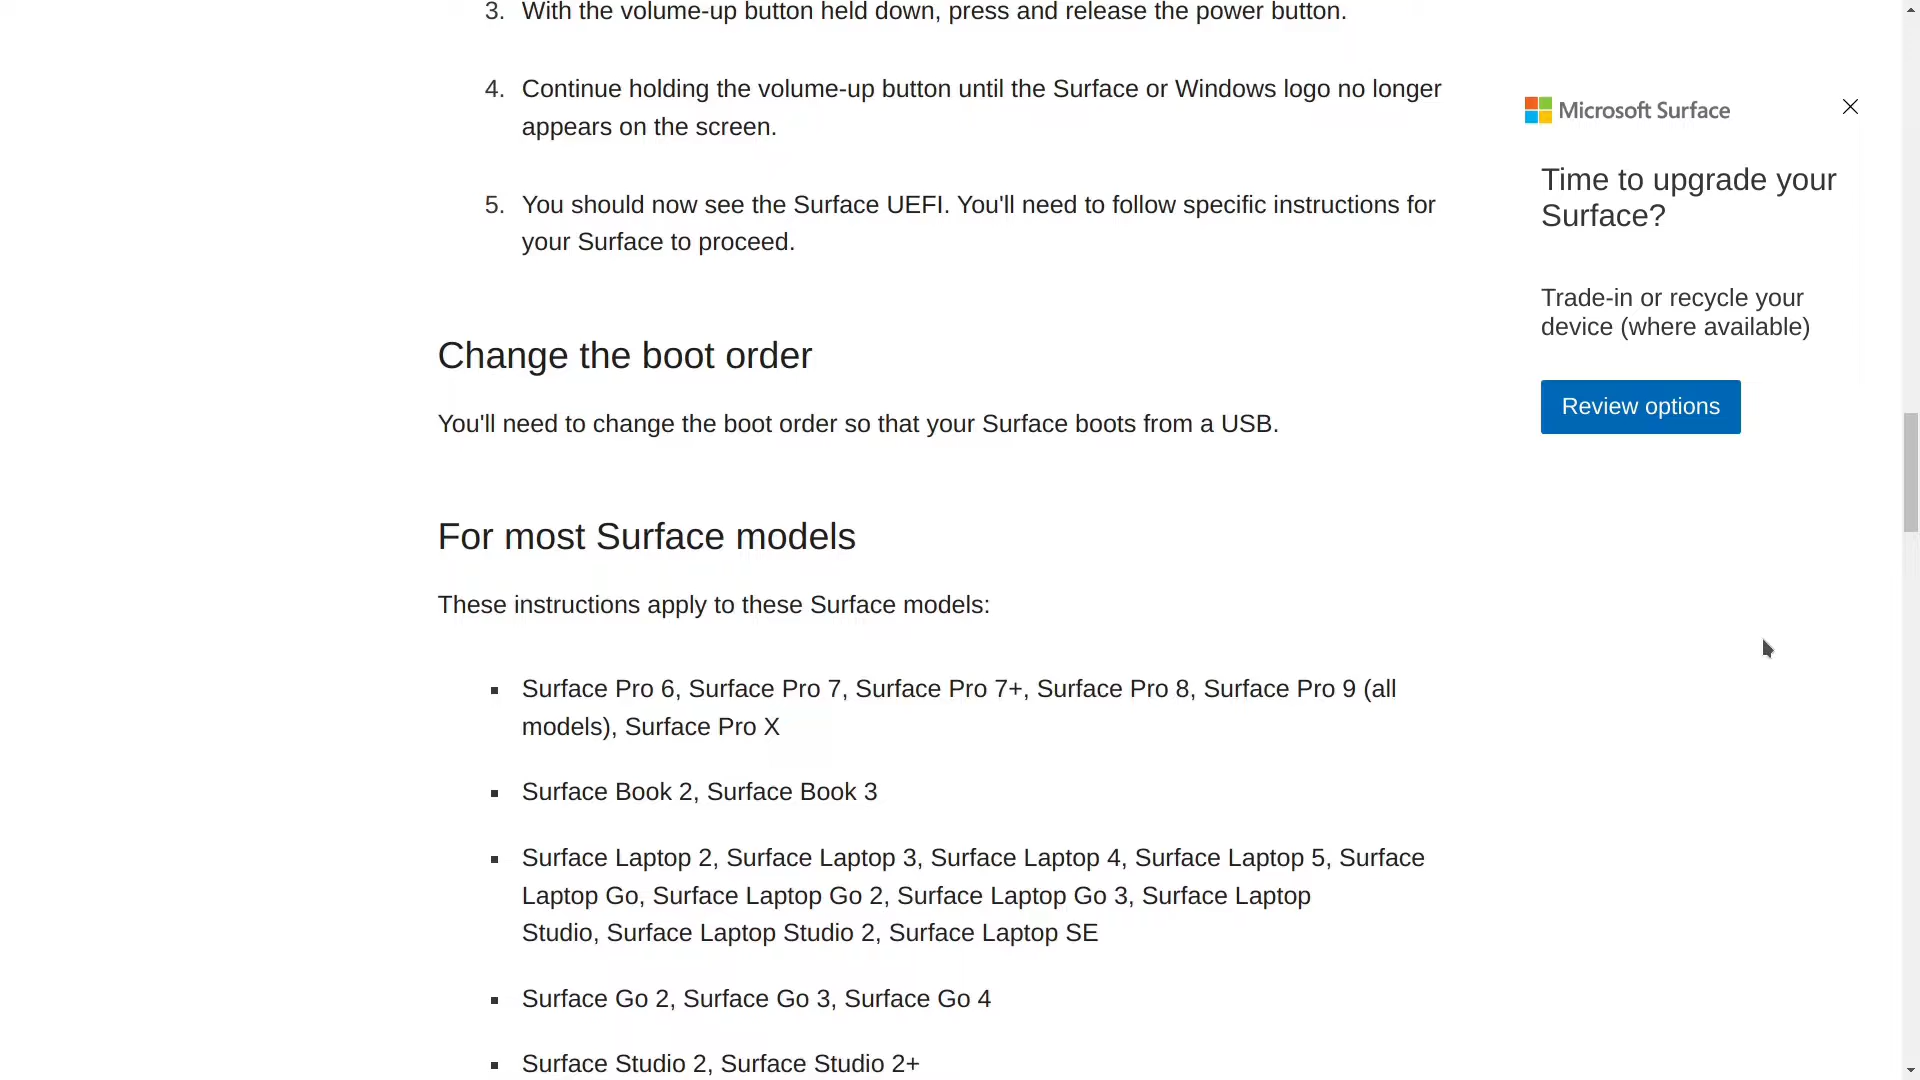 3. With the volume-up button held down, press and release the power button.
4. Continue holding the volume-up button until the Surface or Windows logo no longer
appears on the screen.
5. You should now see the Surface UEFI. You'll need to follow specific instructions for
your Surface to proceed.
Change the boot order
You'll need to change the boot order so that your Surface boots from a USB.
For most Surface models
These instructions apply to these Surface models:
▪ Surface Pro 6, Surface Pro 7, Surface Pro 7+, Surface Pro 8, Surface Pro 9 (all
models), Surface Pro X
▪ Surface Book 2, Surface Book 3
▪ Surface Laptop 2, Surface Laptop 3, Surface Laptop 4, Surface Laptop 5, Surface
Laptop Go, Surface Laptop Go 2, Surface Laptop Go 3, Surface Laptop
Studio, Surface Laptop Studio 2, Surface Laptop SE
▪ Surface Go 2, Surface Go 3, Surface Go 4
▪ Surface Studio 2, Surface Studio 2+
Microsoft Surface
Time to upgrade your
Surface?
Trade-in or recycle your
device (where available)
Review options